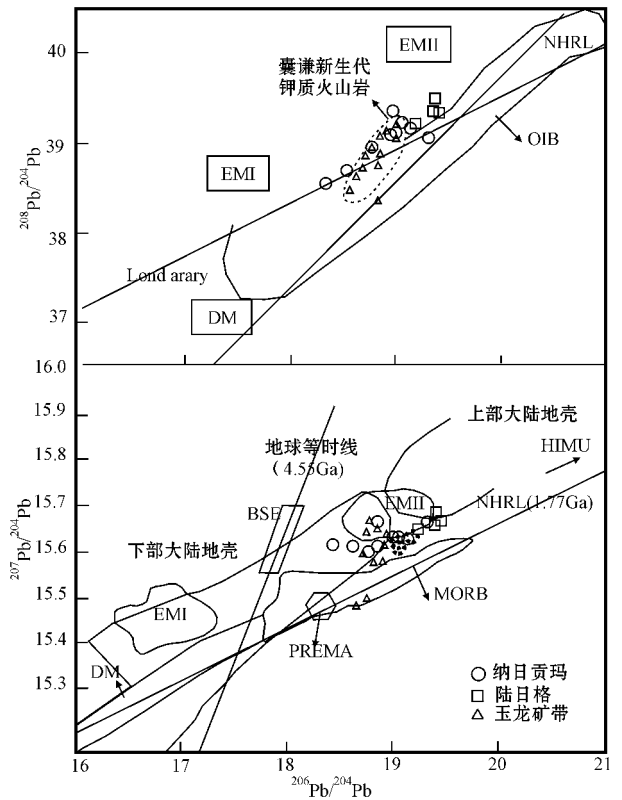 40
39
38
37
16.0
²⁰⁸Pb/²⁰⁴Pb
EMII
NHRL
囊谦新生代
钾质火山岩
OIB
EMI
Lond arary
DM
15.9
15.8
15.7
15.6
15.5
15.4
15.3
²⁰⁷Pb/²⁰⁴Pb
上部大陆地壳
地球等时线
(4.55Ga)
HIMU
EMII
NHRL(1.77Ga)
BSE
下部大陆地壳
MORB
EMI
PREMA
DM
纳日贡玛
陆日格
玉龙矿带
16
17
18
19
20
21
²⁰⁶Pb/²⁰⁴Pb